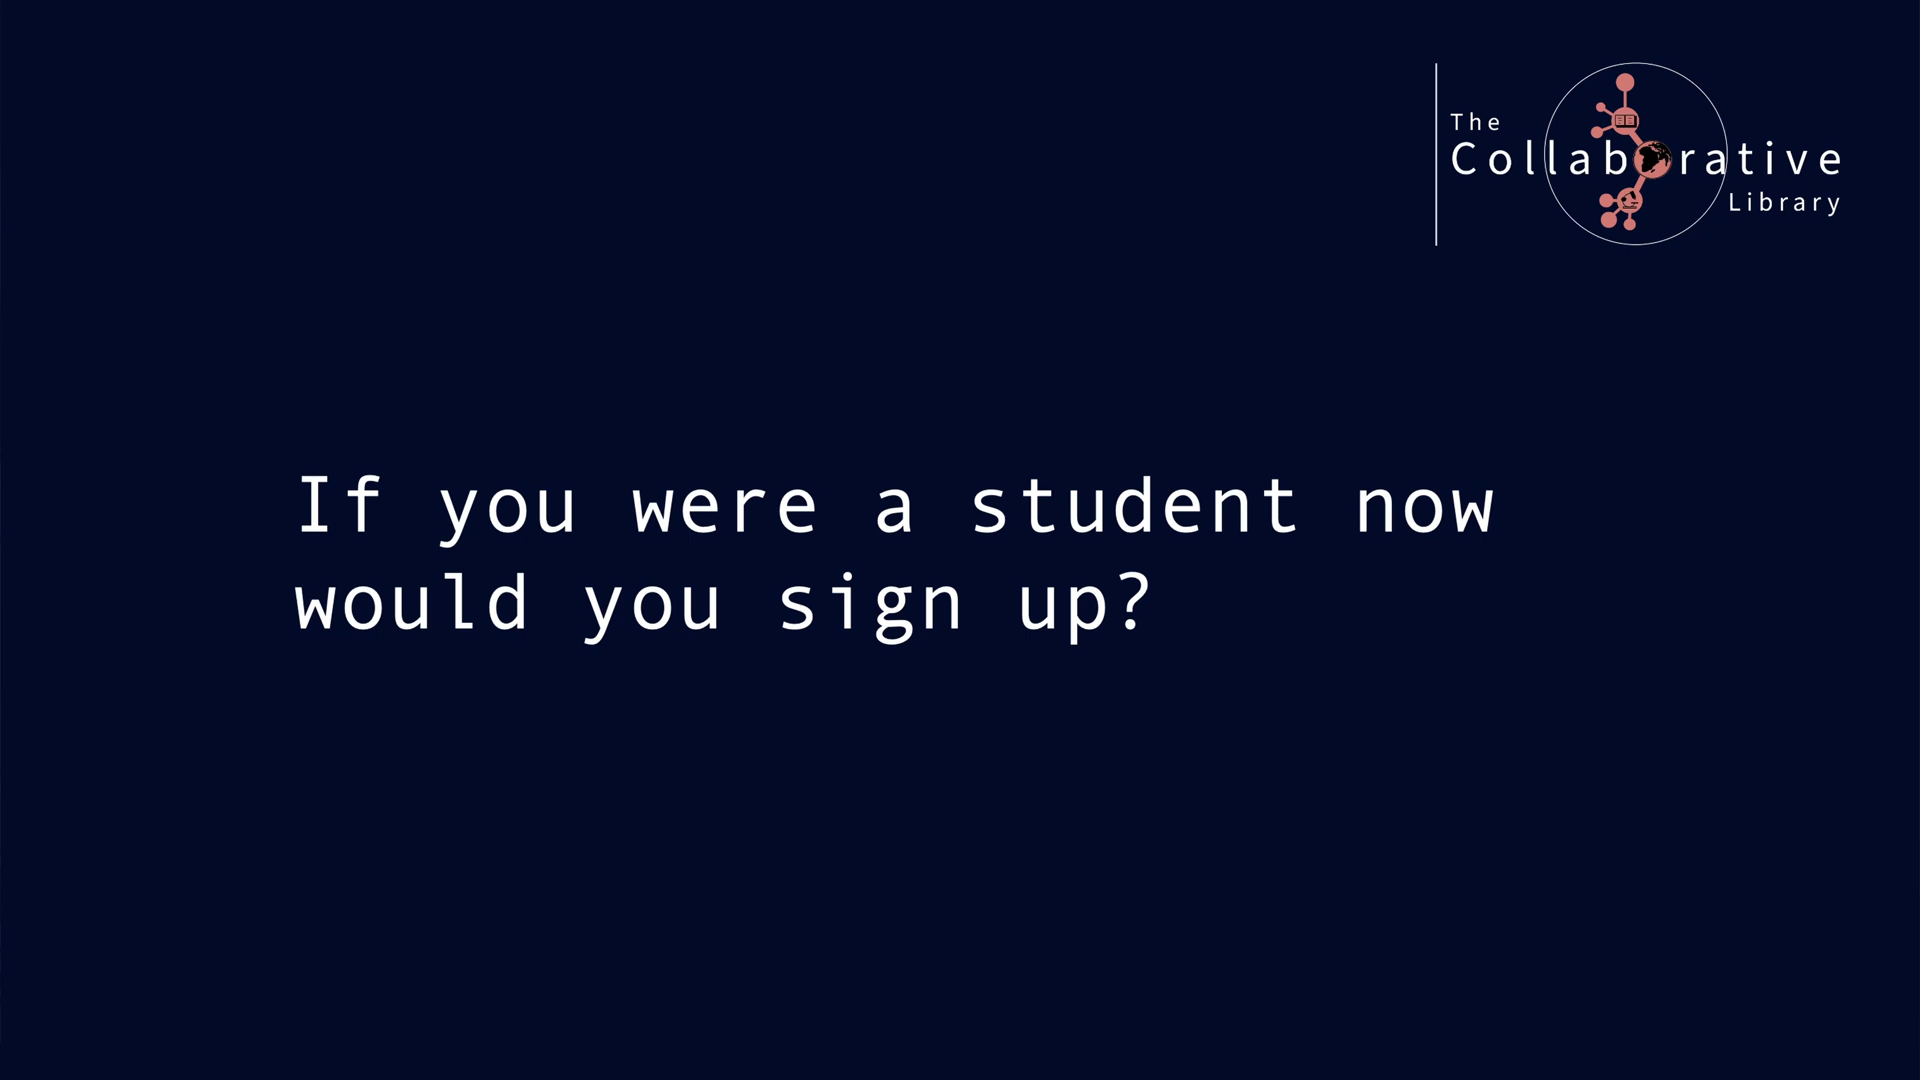 The
Collaborative
Library
If you were a student now
would you sign up?